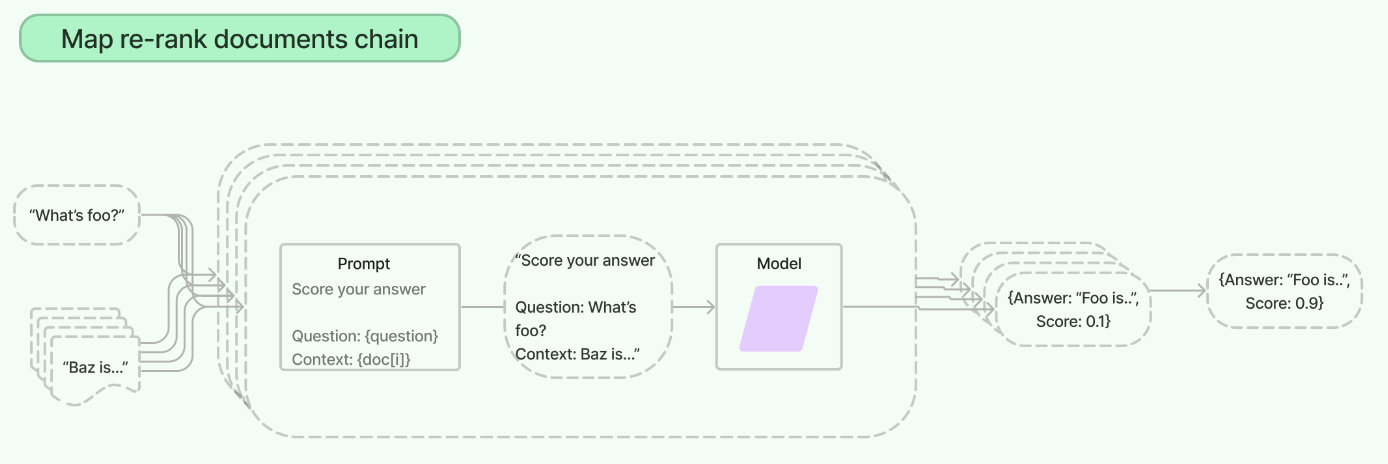 Map re-rank documents chain
“What’s foo?”
“Baz is...”
Prompt
Score your answer
Question: {question}
Context: {doc[i]}
“Score your answer
Question: What’s
foo?
Context: Baz is...”
Model
{Answer: “Foo is..”,
Score: 0.1}
{Answer: “Foo is..”,
Score: 0.9}